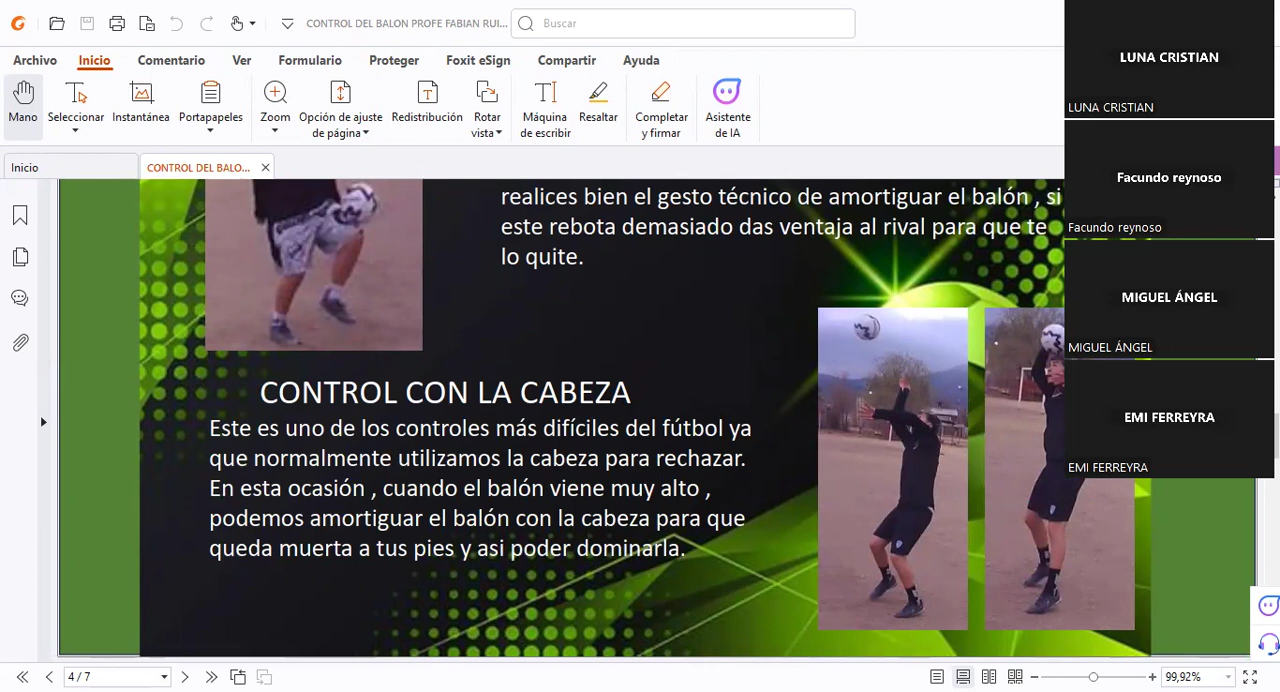 CONTROL DEL BALON PROFE FABIAN RUI...
Buscar
Archivo
Inicio
Comentario
Ver
Formulario
Proteger
Foxit eSign
Compartir
Ayuda
Mano
Seleccionar
Instantánea
Portapapeles
Zoom
Opción de ajuste
de página
Redistribución
Rotar
vista
Máquina
de escribir
Resaltar
Completar
y firmar
Asistente
de IA
Inicio
CONTROL DEL BALO...
realices bien el gesto técnico de amortiguar el balón , si
este rebota demasiado das ventaja al rival para que te
lo quite.
CONTROL CON LA CABEZA
Este es uno de los controles más difíciles del fútbol ya
que normalmente utilizamos la cabeza para rechazar.
En esta ocasión , cuando el balón viene muy alto ,
podemos amortiguar el balón con la cabeza para que
queda muerta a tus pies y asi poder dominarla.
LUNA CRISTIAN
LUNA CRISTIAN
Facundo reynoso
Facundo reynoso
MIGUEL ÁNGEL
MIGUEL ÁNGEL
EMI FERREYRA
EMI FERREYRA
4 / 7
99,92%